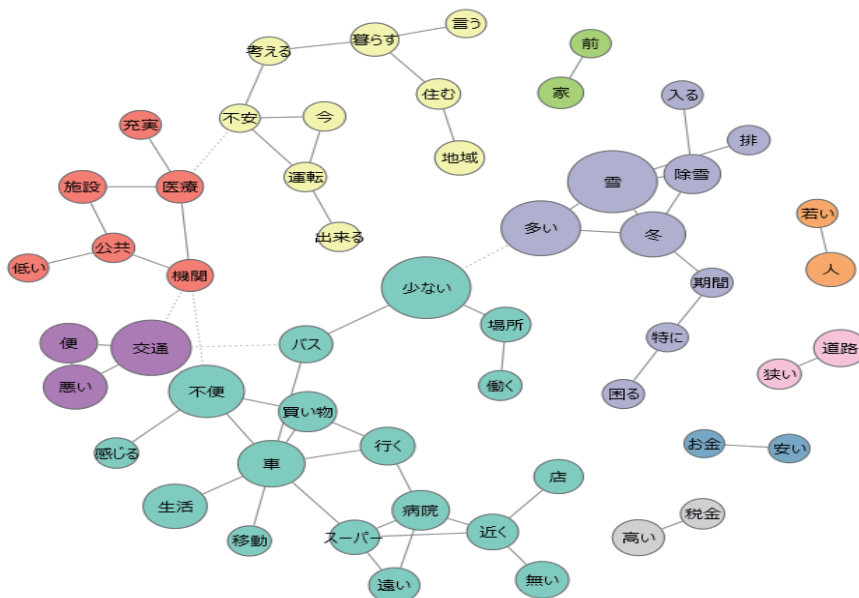 言う
考える
暮らす
前
家
住む
入る
不安
今
充実
排
地域
雪
除雪
施設
医療
運転
若い
多い
冬
出来る
公共
低い
機関
人
少ない
期間
場所
便
交通
バス
特に
道路
狭い
悪い
不便
働く
困る
買い物
感じる
行く
お金
安い
車
店
生活
病院
税金
移動
スーパー
近く
高い
遠い
無い